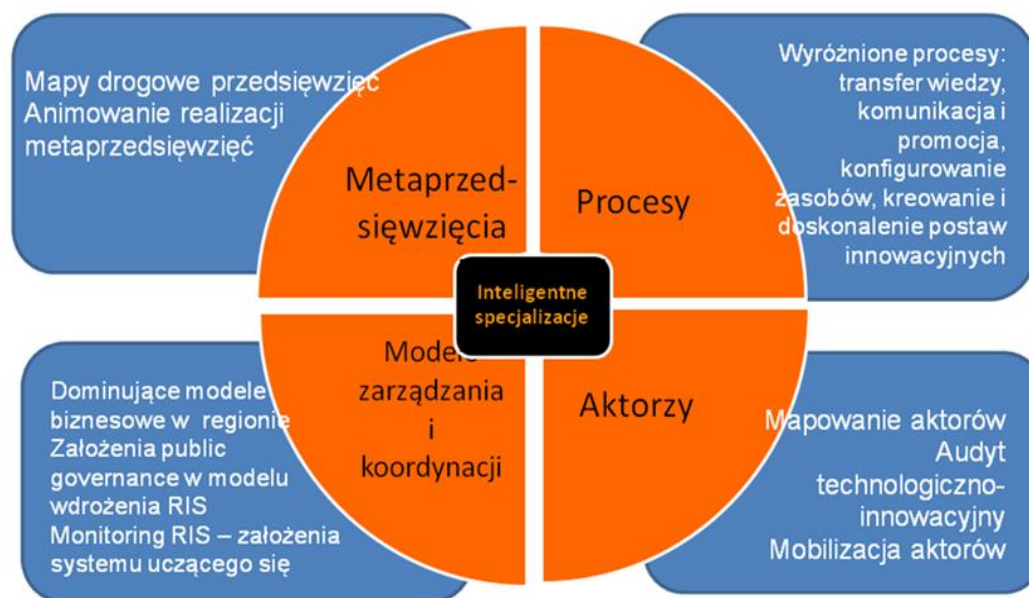 Mapy drogowe przedsięwzięć
Animowanie realizacji
metaprzedsięwzięć
Metaprzed-
sięwzięcia
Wyróżnione procesy:
transfer wiedzy,
komunikacja i
promocja,
konfigurowanie
zasobów, kreowanie i
doskonalenie postaw
innowacyjnych
Procesy
Inteligentne
specjalizacje
Dominujące modele
biznesowe w regionie
Założenia public
governance w modelu
wdrożenia RIS
Monitoring RIS – założenia
systemu uczącego się
Modele
zarządzania
i
koordynacji
Aktorzy
Mapowanie aktorów
Audyt
technologiczno-
innowacyjny
Mobilizacja aktorów